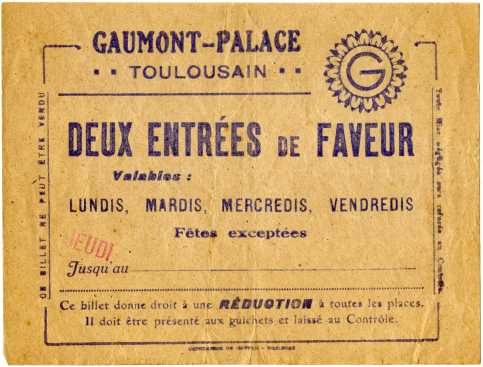 GAUMONT-PALACE
TOULOUSAIN
G
DEUX ENTRÉES DE FAVEUR
Valables :
LUNDIS, MARDIS, MERCREDIS, VENDREDIS
Fêtes exceptées
JEUDI
Jusqu'au
Ce billet donne droit à une RÉDUCTION à toutes les places.
Il doit être présenté aux guichets et laissé au Contrôle.
CE BILLET NE PEUT ÊTRE VENDU